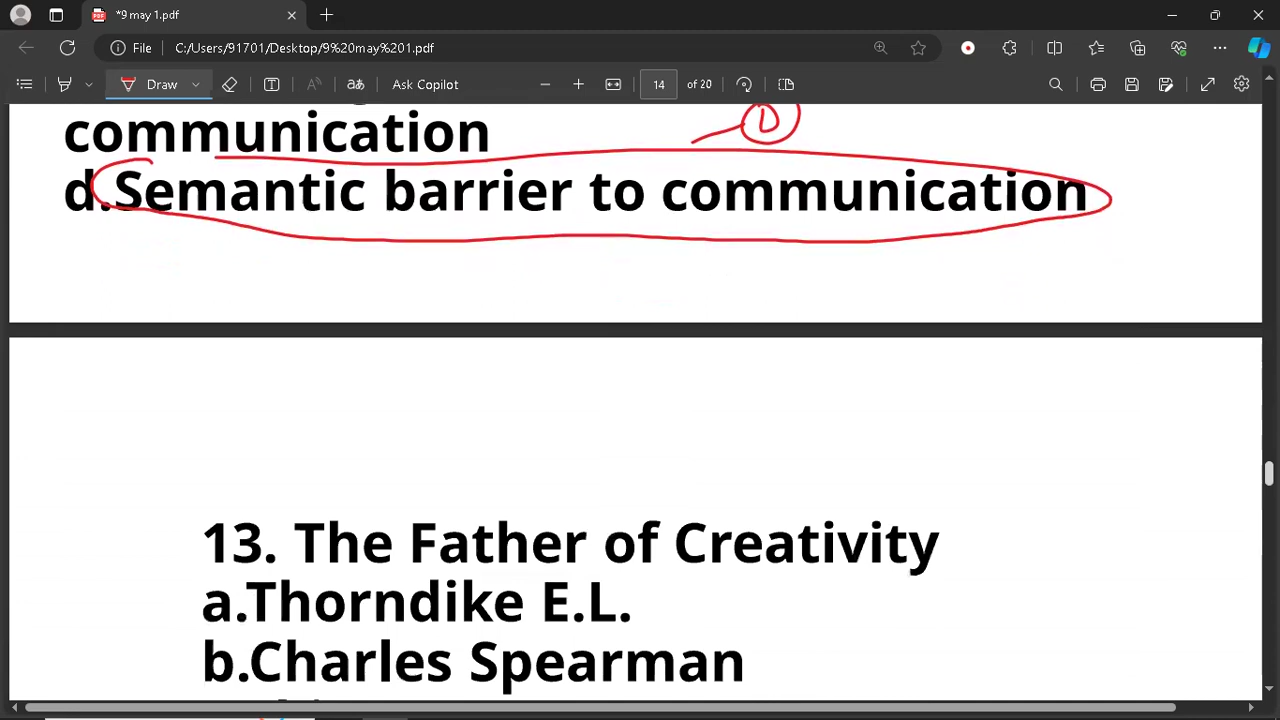 *9 may 1.pdf
File
C:/Users/91701/Desktop/9%20may%201.pdf
Draw
Ask Copilot
14
of 20
communication
D
d.Semantic barrier to communication
13. The Father of Creativity
a.Thorndike E.L.
b.Charles Spearman